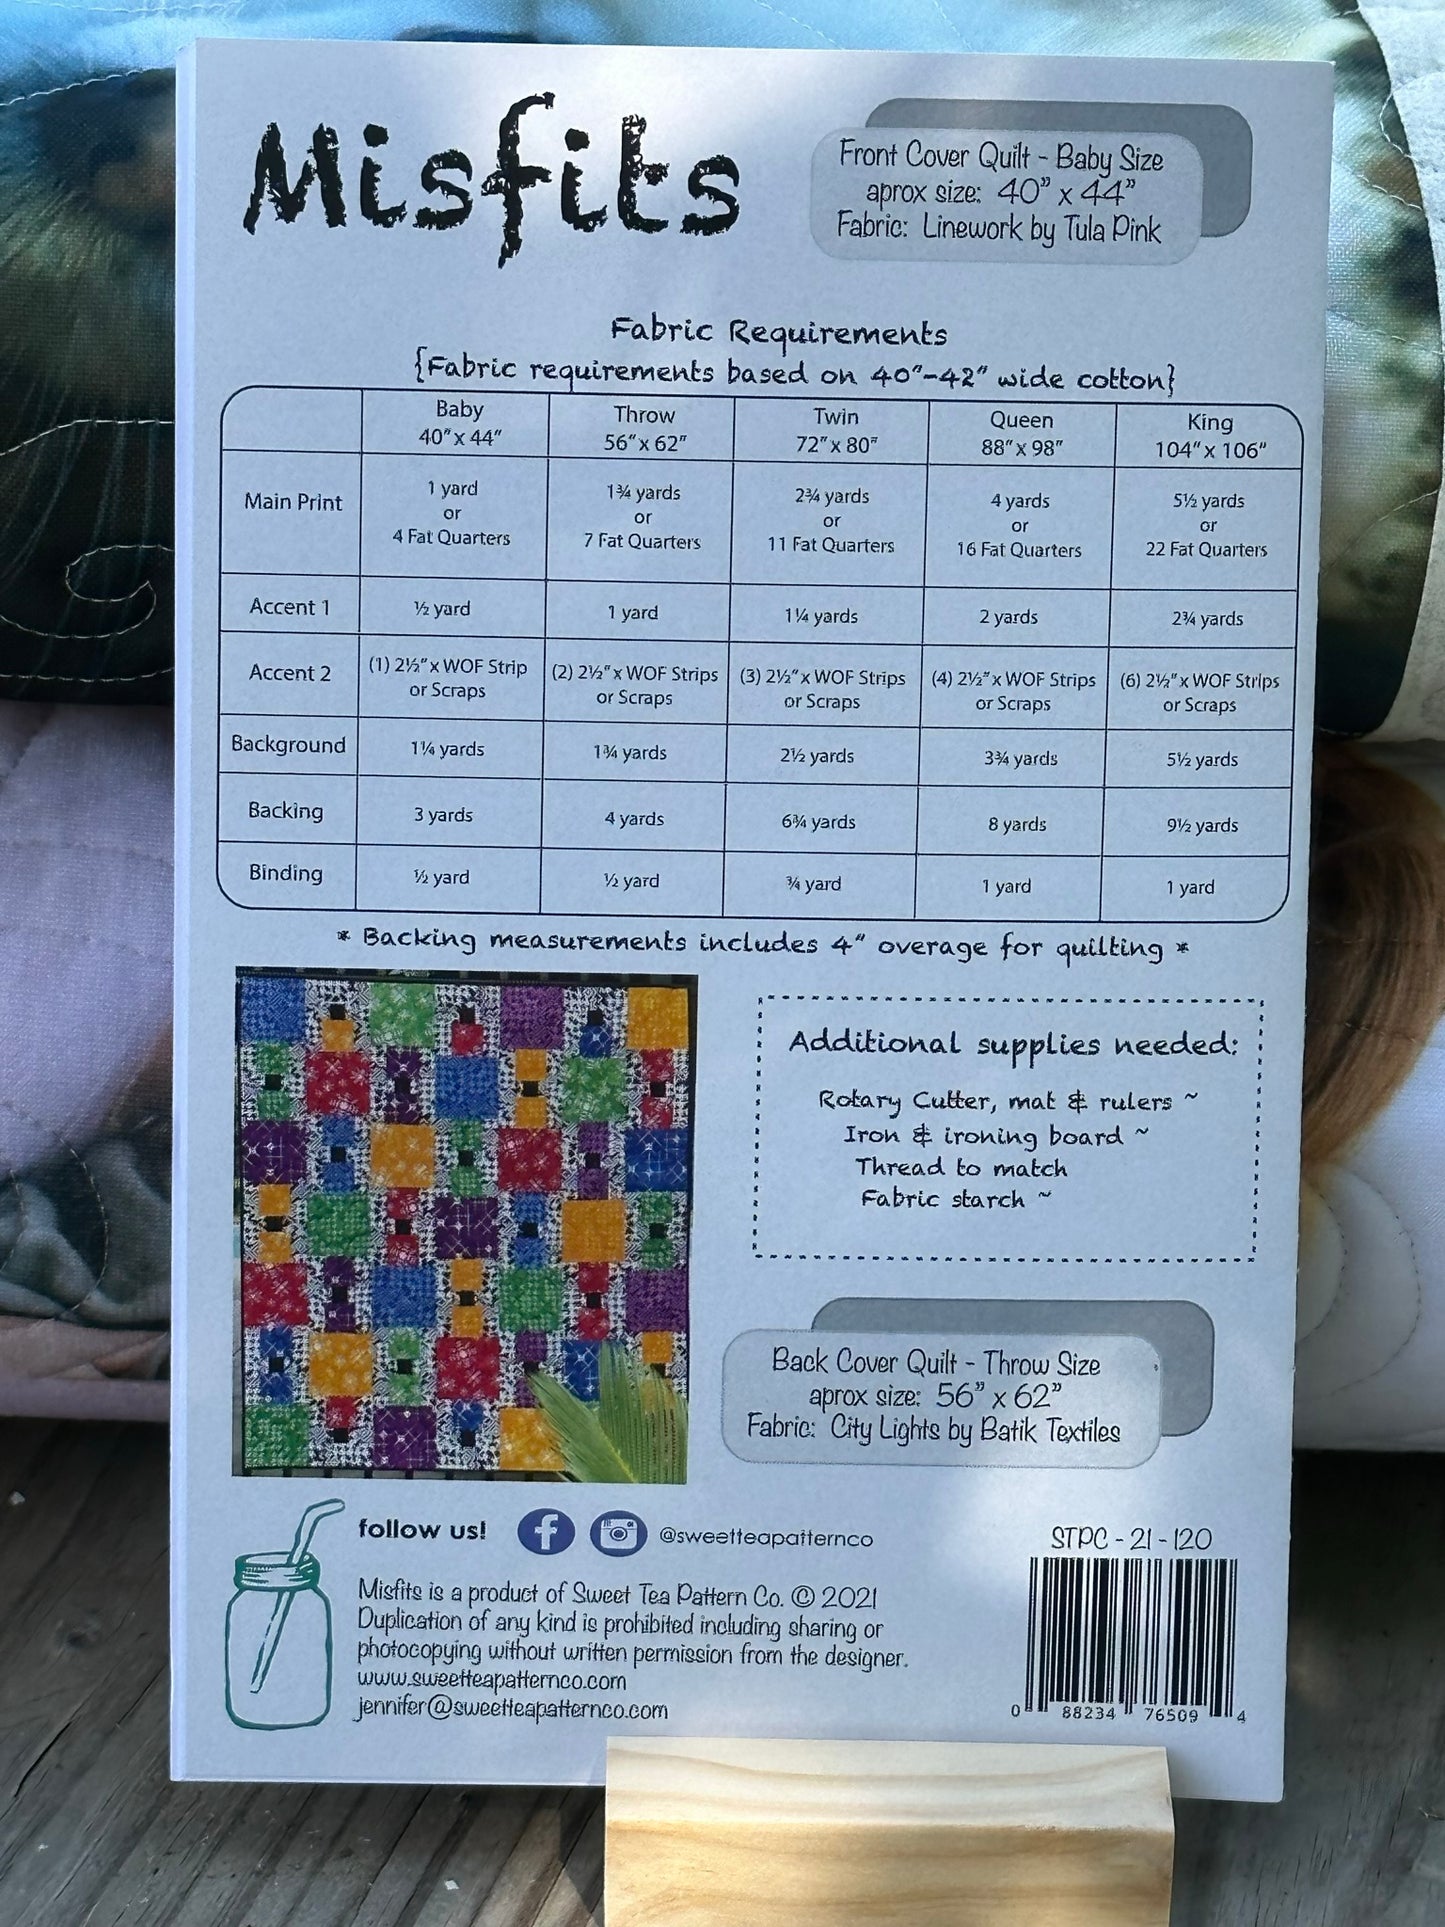 Misfits
Front Cover Quilt - Baby Size
aprox size: 40" x 44"
Fabric: Linework by Tula Pink
Fabric Requirements
{Fabric requirements based on 40"-42" wide cotton}
Baby Throw Twin Queen King
40" x 44" 56" x 62" 72" x 80" 88" x 98" 104" x 106"
Main Print 1 yard or 4 Fat Quarters 1¾ yards or 7 Fat Quarters 2¾ yards or 11 Fat Quarters 4 yards or 16 Fat Quarters 5½ yards or 22 Fat Quarters
Accent 1 ½ yard 1 yard 1¼ yards 2 yards 2¾ yards
Accent 2 (1) 2½" x WOF Strip or Scraps (2) 2½" x WOF Strips or Scraps (3) 2½" x WOF Strips or Scraps (4) 2½" x WOF Strips or Scraps (6) 2½" x WOF Strips or Scraps
Background 1¼ yards 1¾ yards 2½ yards 3¾ yards 5½ yards
Backing 3 yards 4 yards 6¾ yards 8 yards 9½ yards
Binding ½ yard ½ yard ¾ yard 1 yard 1 yard
* Backing measurements includes 4" overage for quilting *
Additional supplies needed:
Rotary Cutter, mat & rulers ~
Iron & ironing board ~
Thread to match
Fabric starch ~
Back Cover Quilt - Throw Size
aprox size: 56" x 62"
Fabric: City Lights by Batik Textiles
follow us! f @sweetteapatternco
STPC - 21 - 120
Misfits is a product of Sweet Tea Pattern Co. © 2021
Duplication of any kind is prohibited including sharing or
photocopying without written permission from the designer.
www.sweetteapatternco.com
jennifer@sweetteapatternco.com
0 88234 76509 4